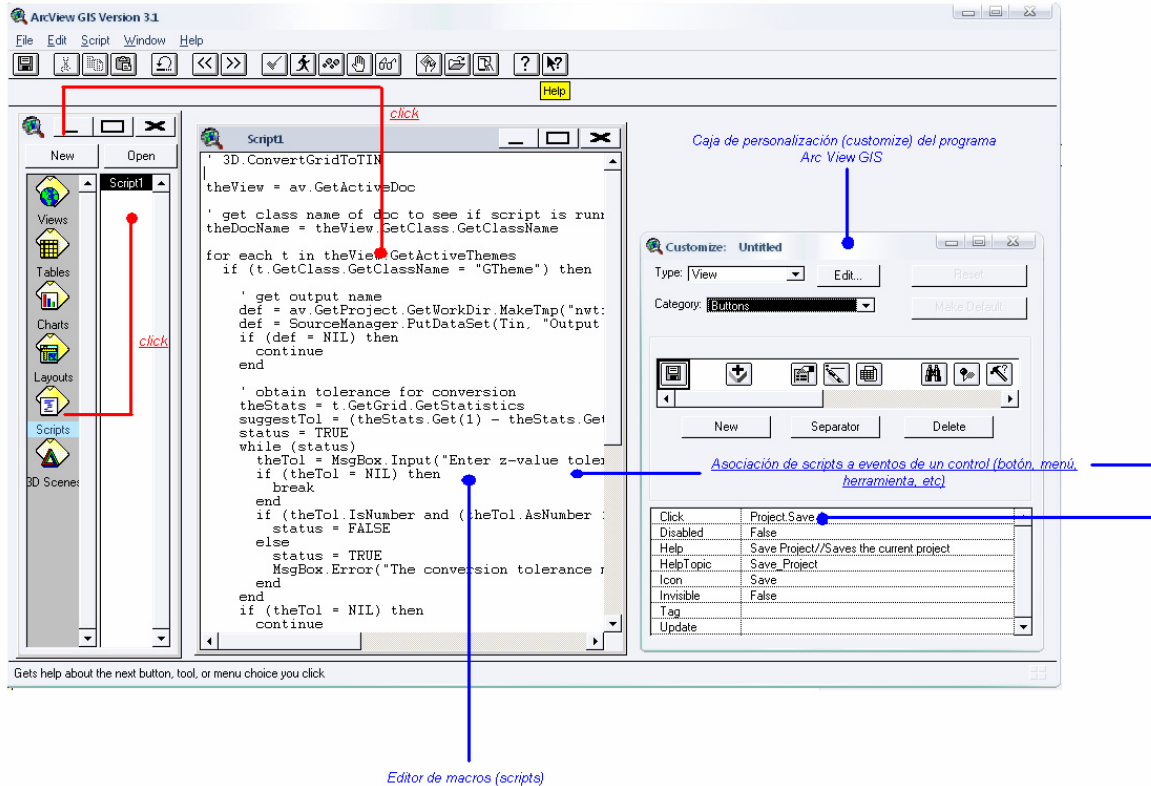 ArcView GIS Version 3.1
File Edit Script Window Help
Help
click
New Open
Views
Tables
Charts
Layouts
Scripts
3D Scene
Script1
click
Script1
' 3D.ConvertGridToTIN
theView = av.GetActiveDoc
' get class name of doc to see if script is runn
theDocName = theView.GetClass.GetClassName
for each t in theView.GetActiveThemes
if (t.GetClass.GetClassName = "GTheme") then
' get output name
def = av.GetProject.GetWorkDir.MakeTmp("nwt
def = SourceManager.PutDataSet(Tin, "Output
if (def = NIL) then
continue
end
' obtain tolerance for conversion
theStats = t.GetGrid.GetStatistics
suggestTol = (theStats.Get(1) - theStats.Get
status = TRUE
while (status)
theTol = MsgBox.Input("Enter z-value toler
if (theTol = NIL) then
break
end
if (theTol.IsNumber and (theTol.AsNumber
status = FALSE
else
status = TRUE
MsgBox.Error("The conversion tolerance
end
end
if (theTol = NIL) then
continue
Caja de personalización (customize) del programa
Arc View GIS
Customize: Untitled
Type: View Edit... Reset
Category: Buttons Make Default
New Separator Delete
Asociación de scripts a eventos de un control (botón, menú,
herramienta, etc)
Click Project.Save
Disabled False
Help Save Project//Saves the current project
HelpTopic Save_Project
Icon Save
Invisible False
Tag
Update
Gets help about the next button, tool, or menu choice you click
Editor de macros (scripts)